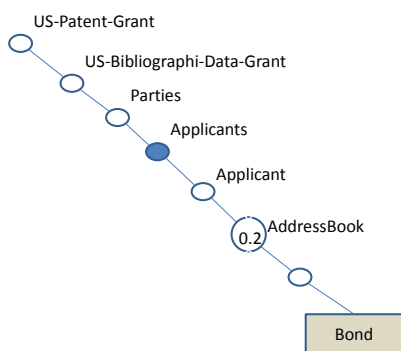 US-Patent-Grant
US-Bibliographi-Data-Grant
Parties
Applicants
Applicant
AddressBook
0.2
Bond